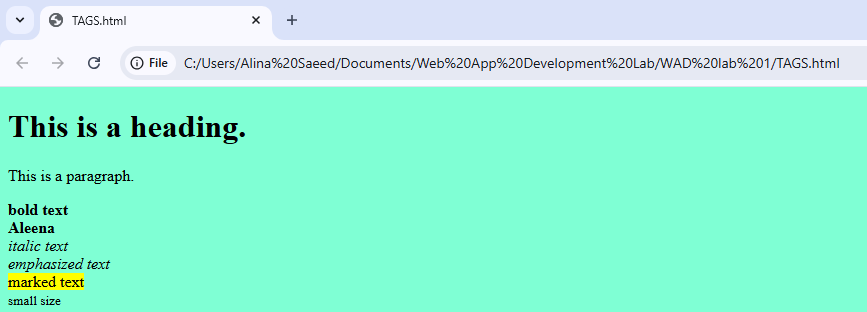 TAGS.html
File C:/Users/Alina%20Saeed/Documents/Web%20App%20Development%20Lab/WAD%20lab%201/TAGS.html
This is a heading.
This is a paragraph.
bold text
Aleena
italic text
emphasized text
marked text
small size